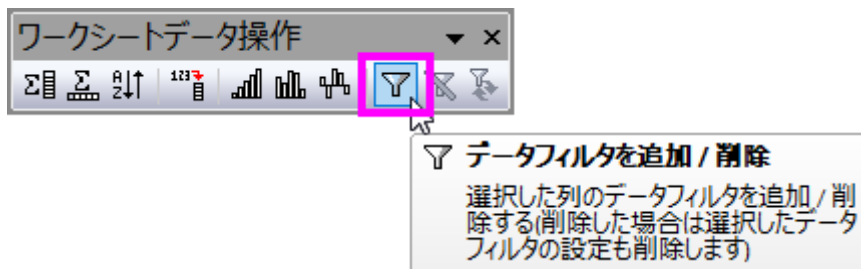 ワークシートデータ操作
データフィルタを追加 / 削除
選択した列のデータフィルタを追加 / 削
除する(削除した場合は選択したデータ
フィルタの設定も削除します)